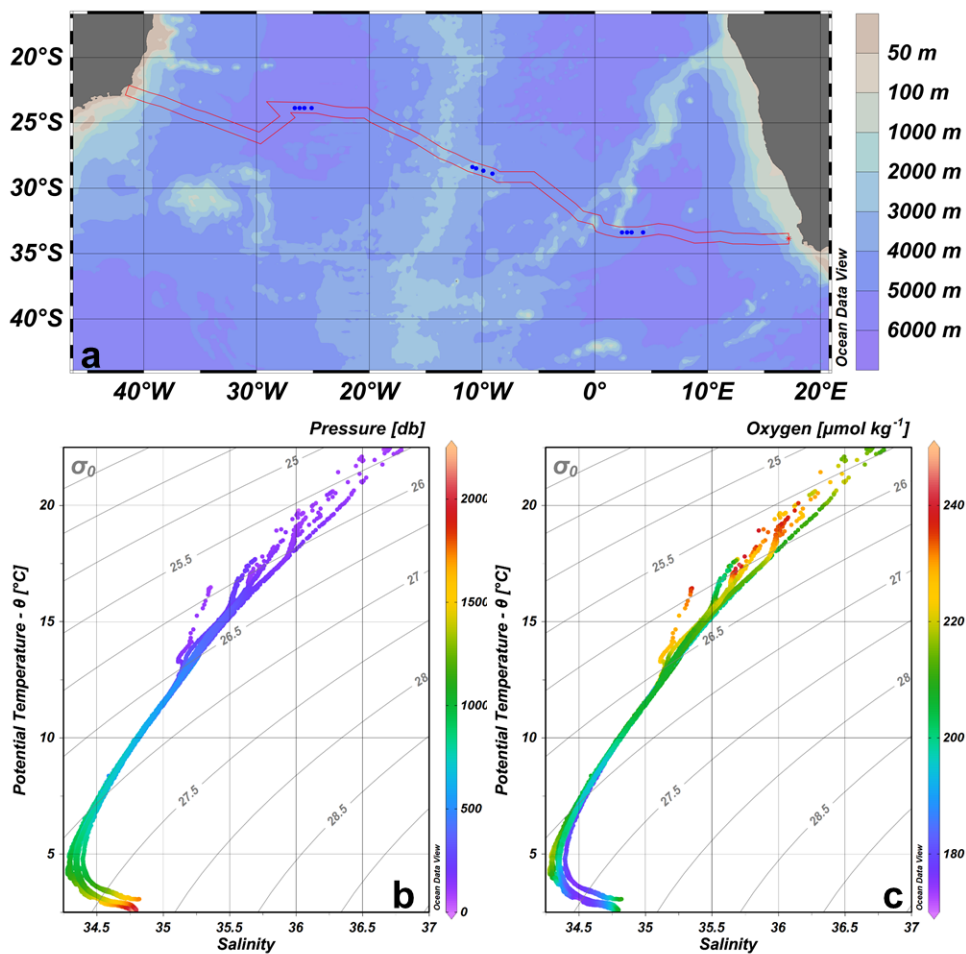 20°S
25°S
30°S
35°S
40°S
40°W
30°W
20°W
10°W
0°
10°E
20°E
a
Ocean Data View
50 m
100 m
1000 m
2000 m
3000 m
4000 m
5000 m
6000 m
Pressure [db]
σ0
25
26
25.5
27
26.5
28
27.5
28.5
20
15
10
5
Potential Temperature - θ [°C]
34.5
35
35.5
36
36.5
37
Salinity
b
Ocean Data View
2000
1500
1000
500
0
Oxygen [µmol kg-1]
σ0
25
26
25.5
27
26.5
28
27.5
28.5
20
15
10
5
Potential Temperature - θ [°C]
34.5
35
35.5
36
36.5
37
Salinity
c
Ocean Data View
240
220
200
180